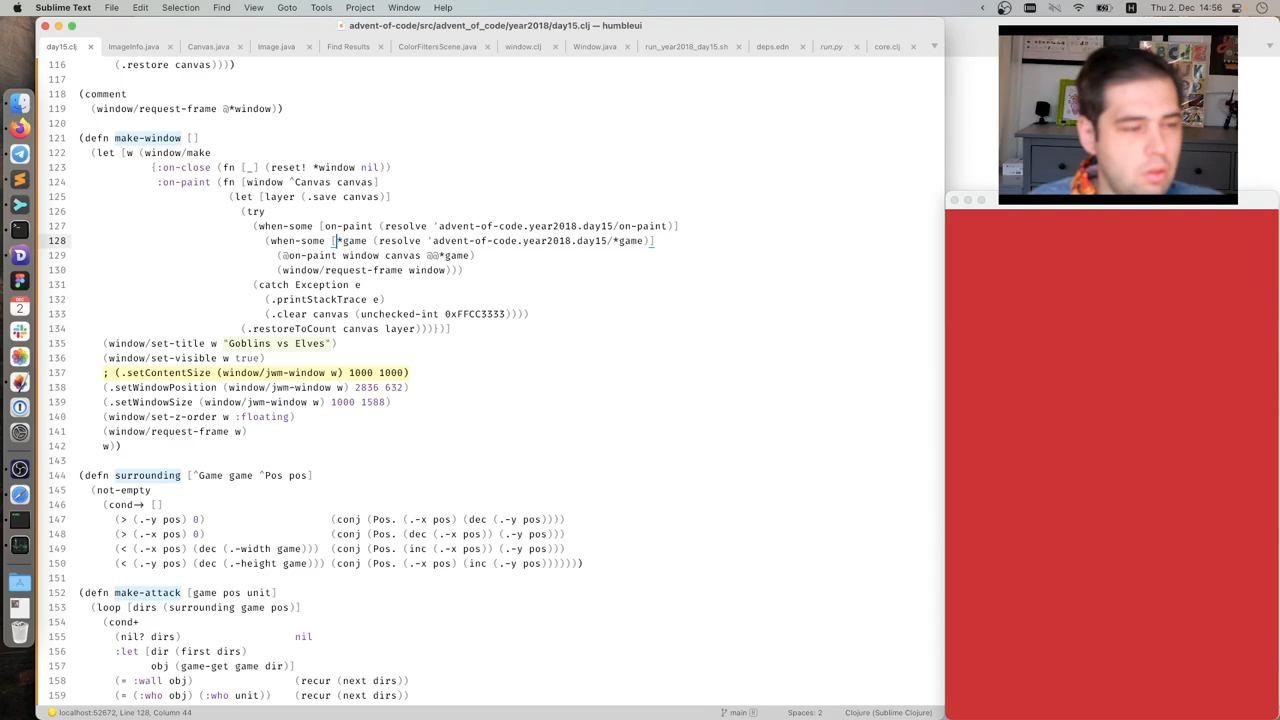 Sublime Text File Edit Selection Find View Goto Tools Project Window Help
Thu 2. Dec 14:56
advent-of-code/src/advent_of_code/year2018/day15.clj — humbleui
day15.clj ImageInfo.java Canvas.java Image.java Find Results ColorFiltersScene.java window.clj Window.java run_year2018_day15.sh deps.edn run.py core.clj
116 (.restore canvas))))
117
118 (comment
119 (window/request-frame @*window))
120
121 (defn make-window []
122 (let [w (window/make
123 {:on-close (fn [_] (reset! *window nil))
124 :on-paint (fn [window ^Canvas canvas]
125 (let [layer (.save canvas)]
126 (try
127 (when-some [on-paint (resolve 'advent-of-code.year2018.day15/on-paint)]
128 (when-some [*game (resolve 'advent-of-code.year2018.day15/*game)]
129 (@on-paint window canvas @@*game)
130 (window/request-frame window)))
131 (catch Exception e
132 (.printStackTrace e)
133 (.clear canvas (unchecked-int 0xFFCC3333))))
134 (.restoreToCount canvas layer)))})]
135 (window/set-title w "Goblins vs Elves")
136 (window/set-visible w true)
137 ; (.setContentSize (window/jwm-window w) 1000 1000)
138 (.setWindowPosition (window/jwm-window w) 2836 632)
139 (.setWindowSize (window/jwm-window w) 1000 1588)
140 (window/set-z-order w :floating)
141 (window/request-frame w)
142 w))
143
144 (defn surrounding [^Game game ^Pos pos]
145 (not-empty
146 (cond-> []
147 (> (.-y pos) 0) (conj (Pos. (.-x pos) (dec (.-y pos))))
148 (> (.-x pos) 0) (conj (Pos. (dec (.-x pos)) (.-y pos)))
149 (< (.-x pos) (dec (.-width game))) (conj (Pos. (inc (.-x pos)) (.-y pos)))
150 (< (.-y pos) (dec (.-height game))) (conj (Pos. (.-x pos) (inc (.-y pos)))))))
151
152 (defn make-attack [game pos unit]
153 (loop [dirs (surrounding game pos)]
154 (cond+
155 (nil? dirs) nil
156 :let [dir (first dirs)
157 obj (game-get game dir)]
158 (= :wall obj) (recur (next dirs))
159 (= (:who obj) (:who unit)) (recur (next dirs))
localhost:52672, Line 128, Column 44
main 8
Spaces: 2
Clojure (Sublime Clojure)